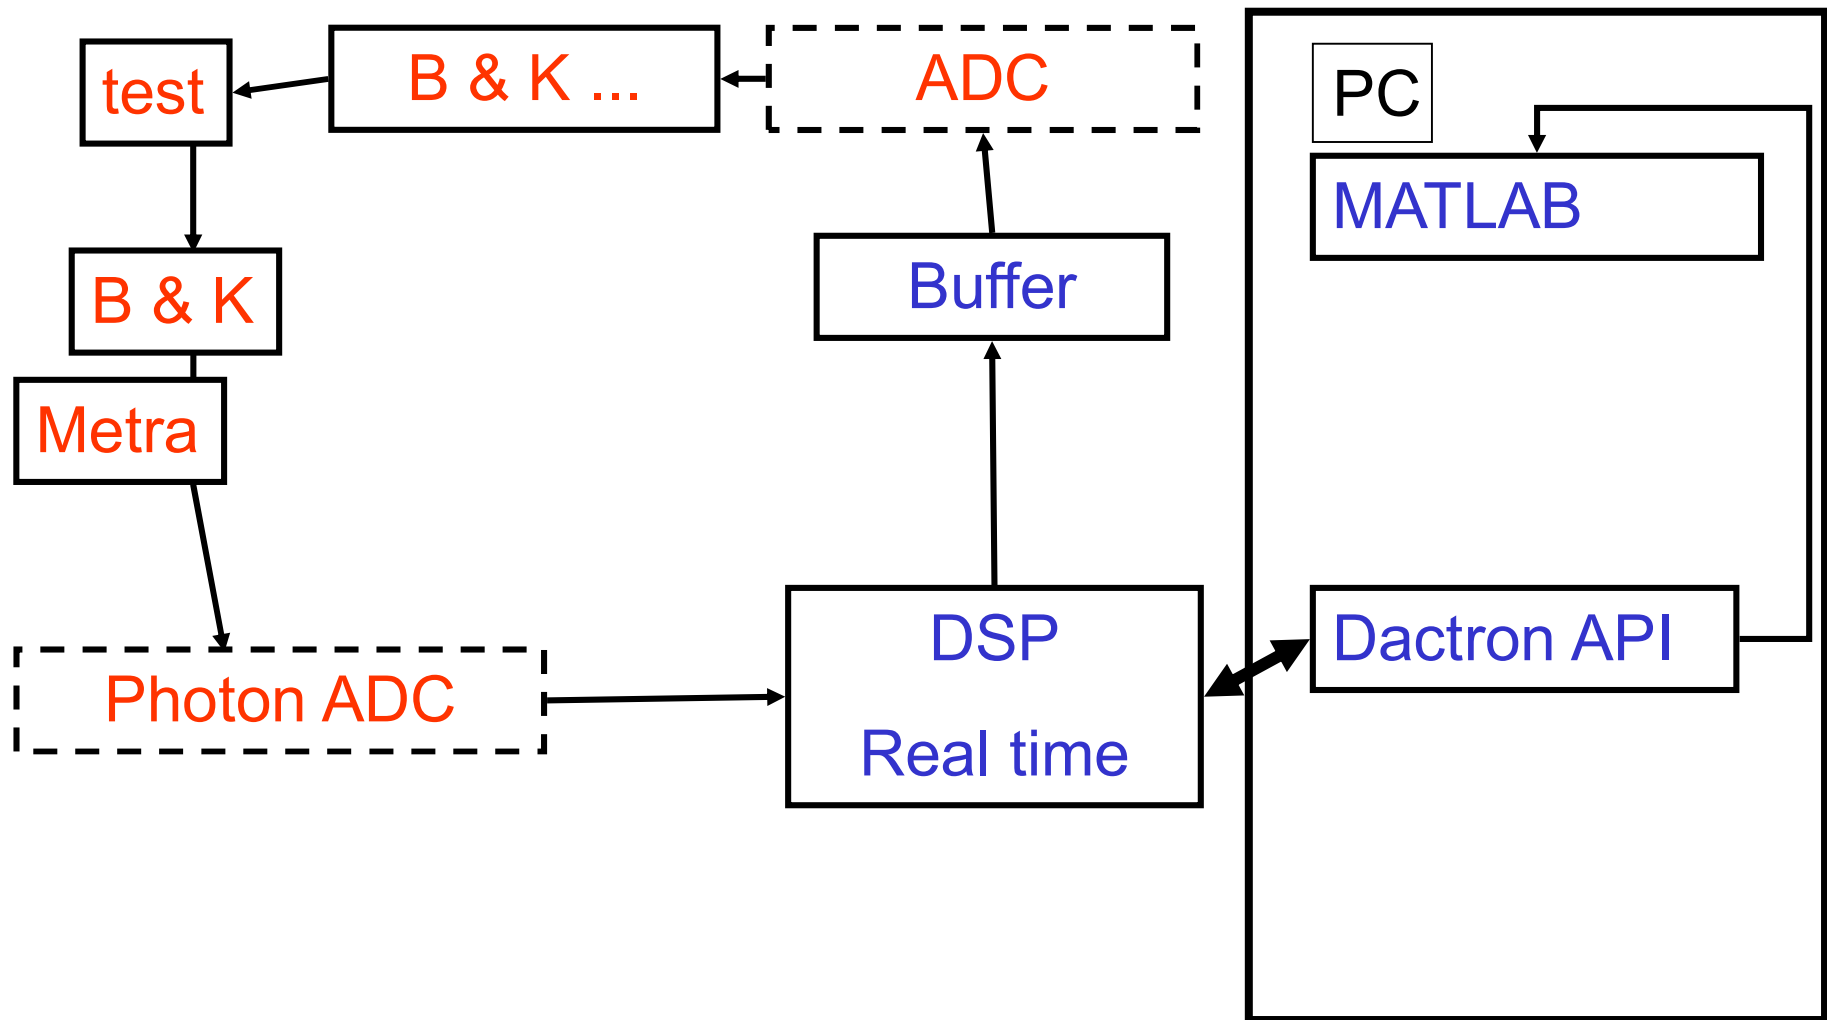 test
B & K ...
ADC
PC
MATLAB
B & K
Buffer
Metra
Photon ADC
DSP
Real time
Dactron API